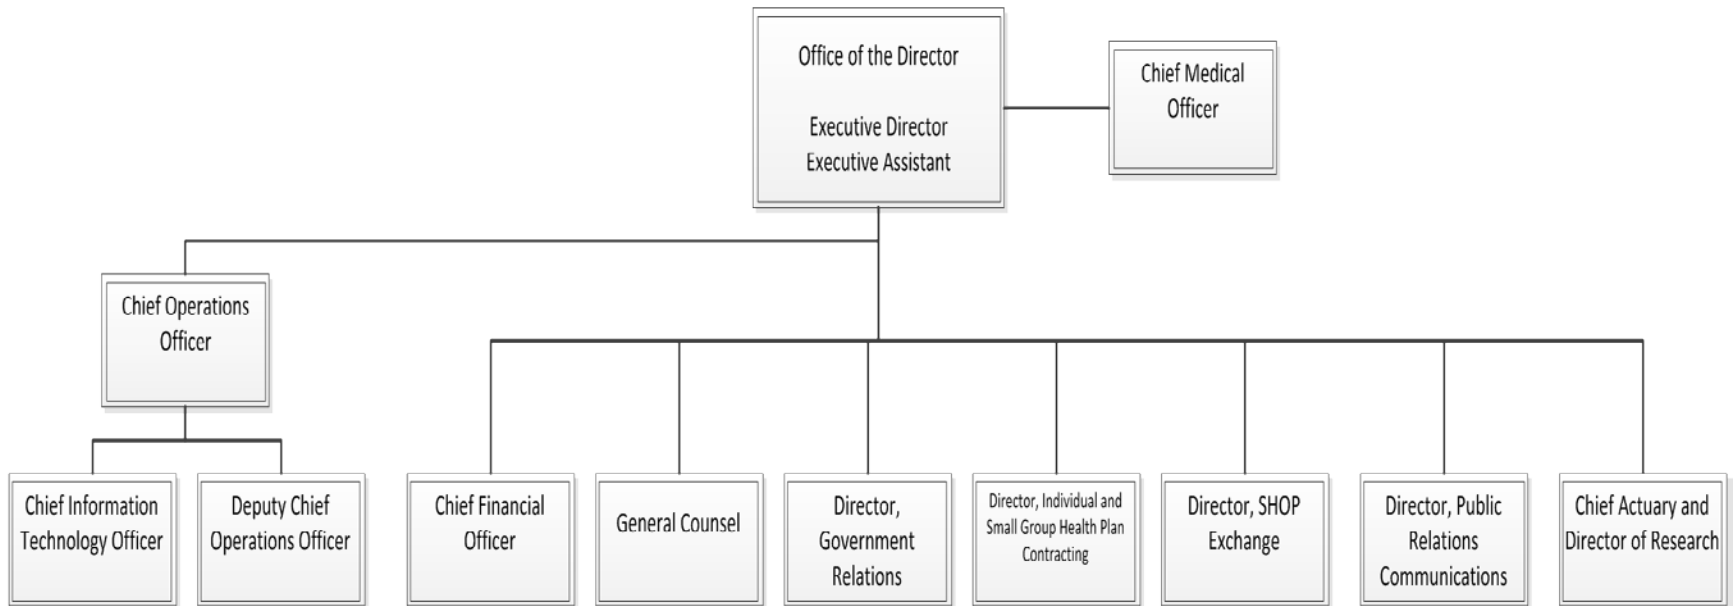 Office of the Director
Executive Director
Executive Assistant
Chief Medical
Officer
Chief Operations
Officer
Chief Information
Technology Officer
Deputy Chief
Operations Officer
Chief Financial
Officer
General Counsel
Director,
Government
Relations
Director, Individual and
Small Group Health Plan
Contracting
Director, SHOP
Exchange
Director, Public
Relations
Communications
Chief Actuary and
Director of Research